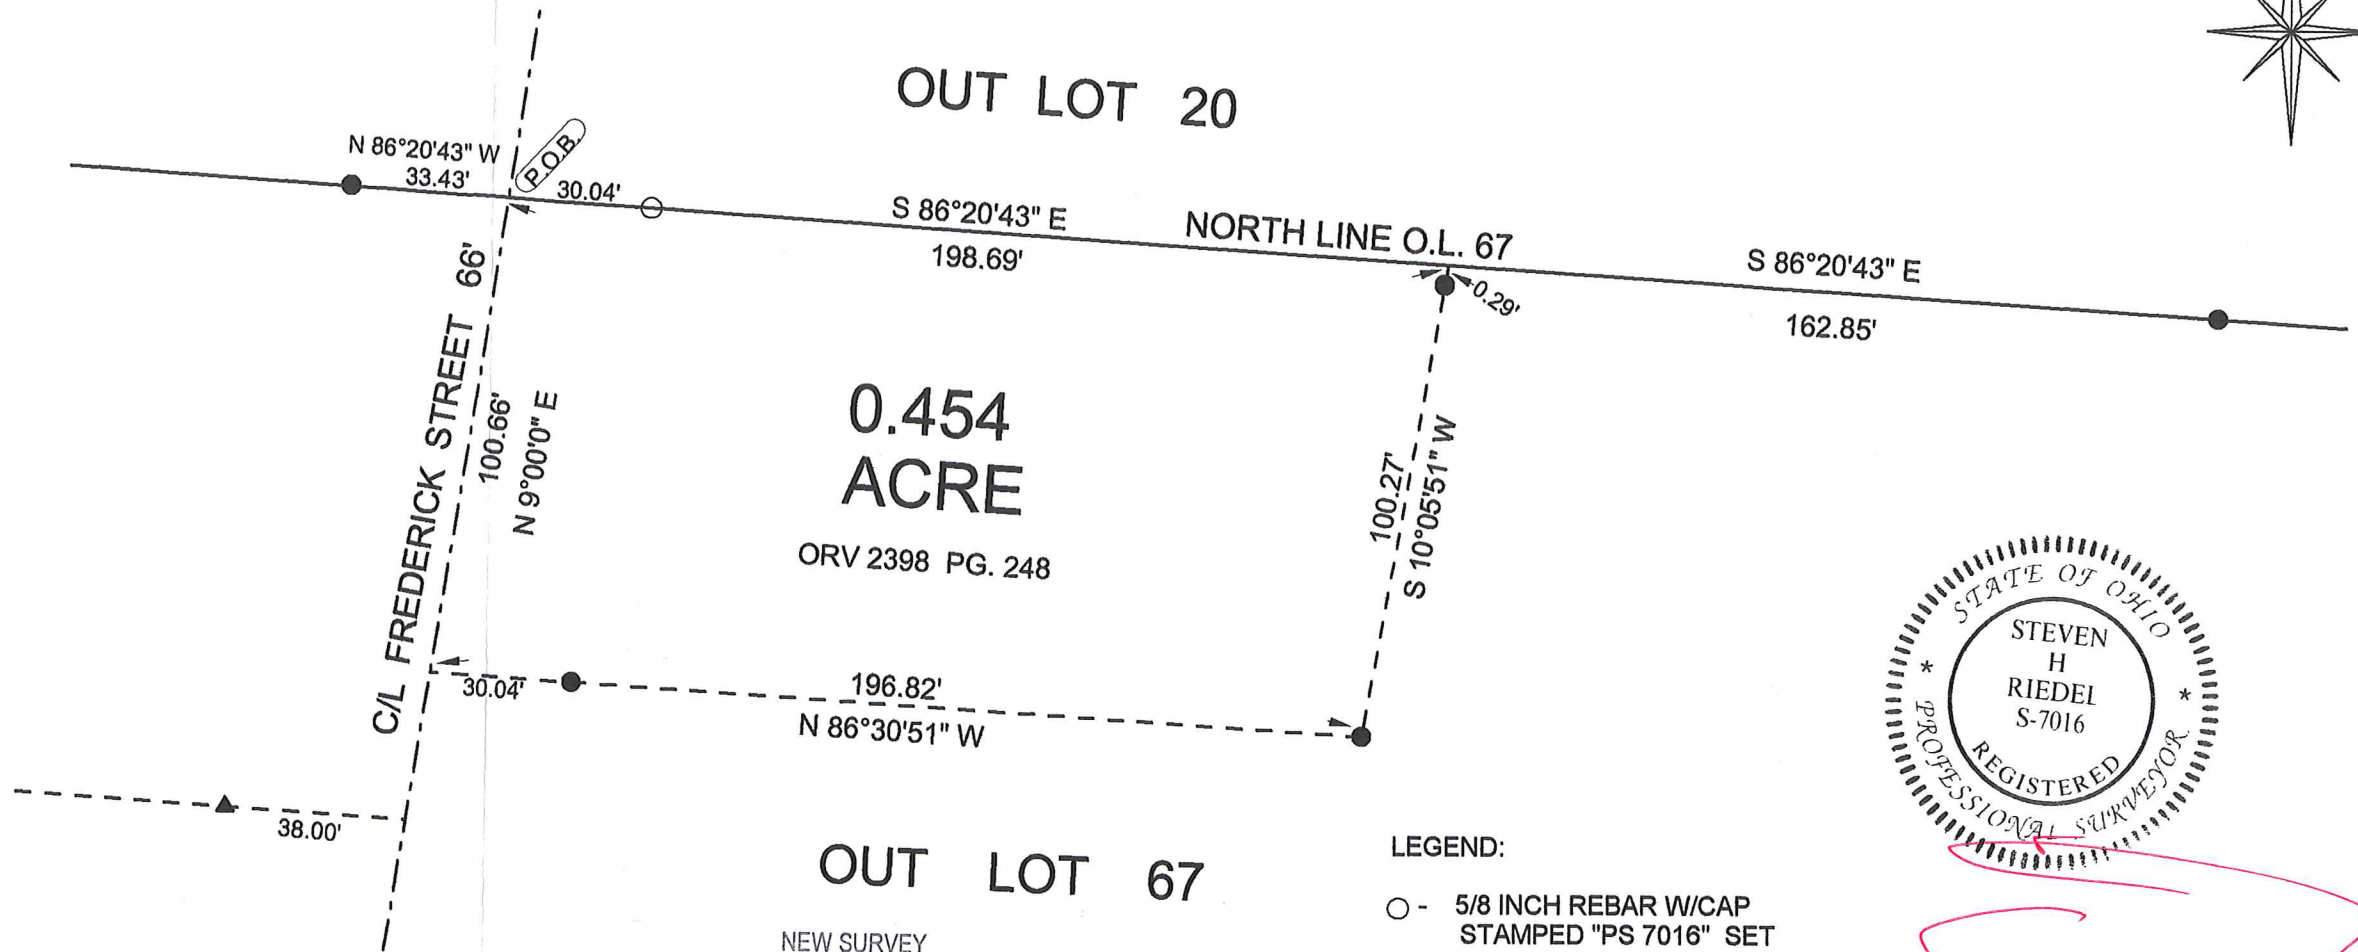 OUT LOT 20
N 86°20'43" W
33.43'
P.O.B.
30.04'
S 86°20'43" E
198.69'
NORTH LINE O.L. 67
0.29'
S 86°20'43" E
162.85'
C/L FREDERICK STREET 66'
100.66'
N 9°00'0" E
0.454
ACRE
ORV 2398 PG. 248
100.27'
S 10°05'51" W
30.04'
196.82'
N 86°30'51" W
38.00'
OUT LOT 67
NEW SURVEY
STATE OF OHIO
STEVEN
H
RIEDEL
S-7016
REGISTERED
* PROFESSIONAL SURVEYOR *
LEGEND:
○ - 5/8 INCH REBAR W/CAP
STAMPED "PS 7016" SET